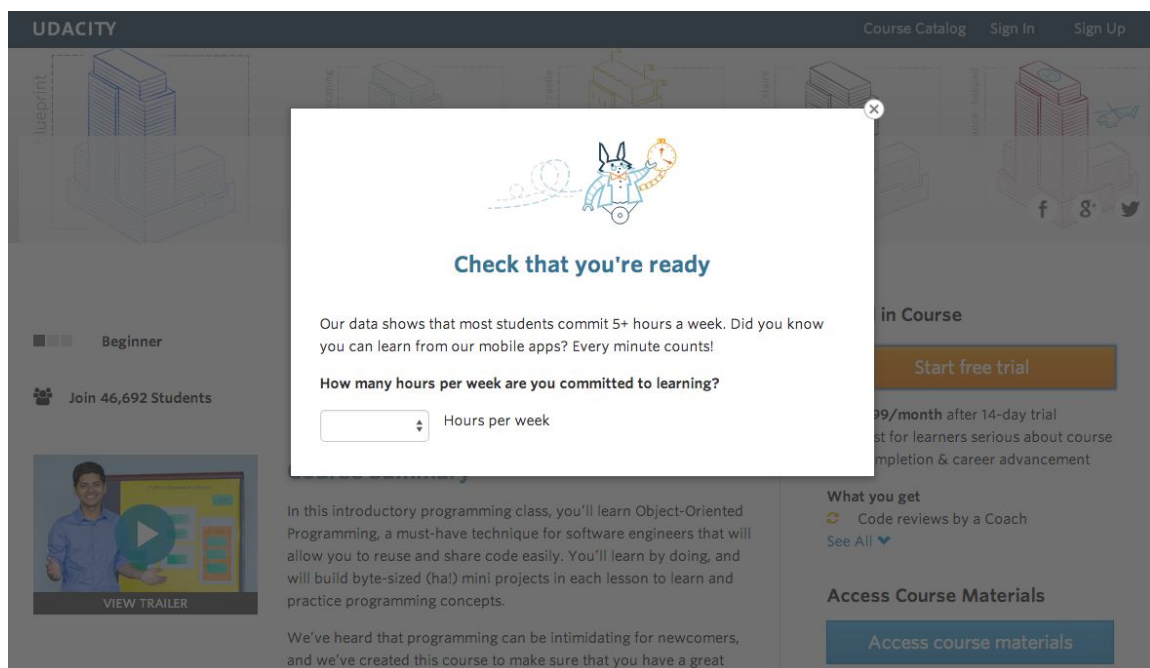 UDACITY
Course Catalog Sign In Sign Up
Blueprint
Check that you're ready
Our data shows that most students commit 5+ hours a week. Did you know
you can learn from our mobile apps? Every minute counts!
How many hours per week are you committed to learning?
Hours per week
Beginner
Join 46,692 Students
VIEW TRAILER
Course Summary
In this introductory programming class, you'll learn Object-Oriented
Programming, a must-have technique for software engineers that will
allow you to reuse and share code easily. You'll learn by doing, and
will build byte-sized (ha!) mini projects in each lesson to learn and
practice programming concepts.
We've heard that programming can be intimidating for newcomers,
and we've created this course to make sure that you have a great
in Course
Start free trial
99/month after 14-day trial
for learners serious about course
& career advancement
What you get
Code reviews by a Coach
See All
Access Course Materials
Access course materials